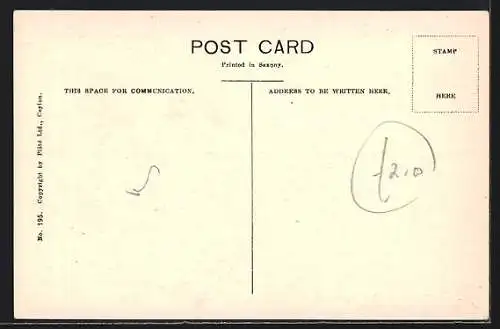 POST CARD
Printed in Saxony.
STAMP
HERE
THIS SPACE FOR COMMUNICATION.
ADDRESS TO BE WRITTEN HERE.
No. 195. Copyright by Plâté Ltd., Ceylon.